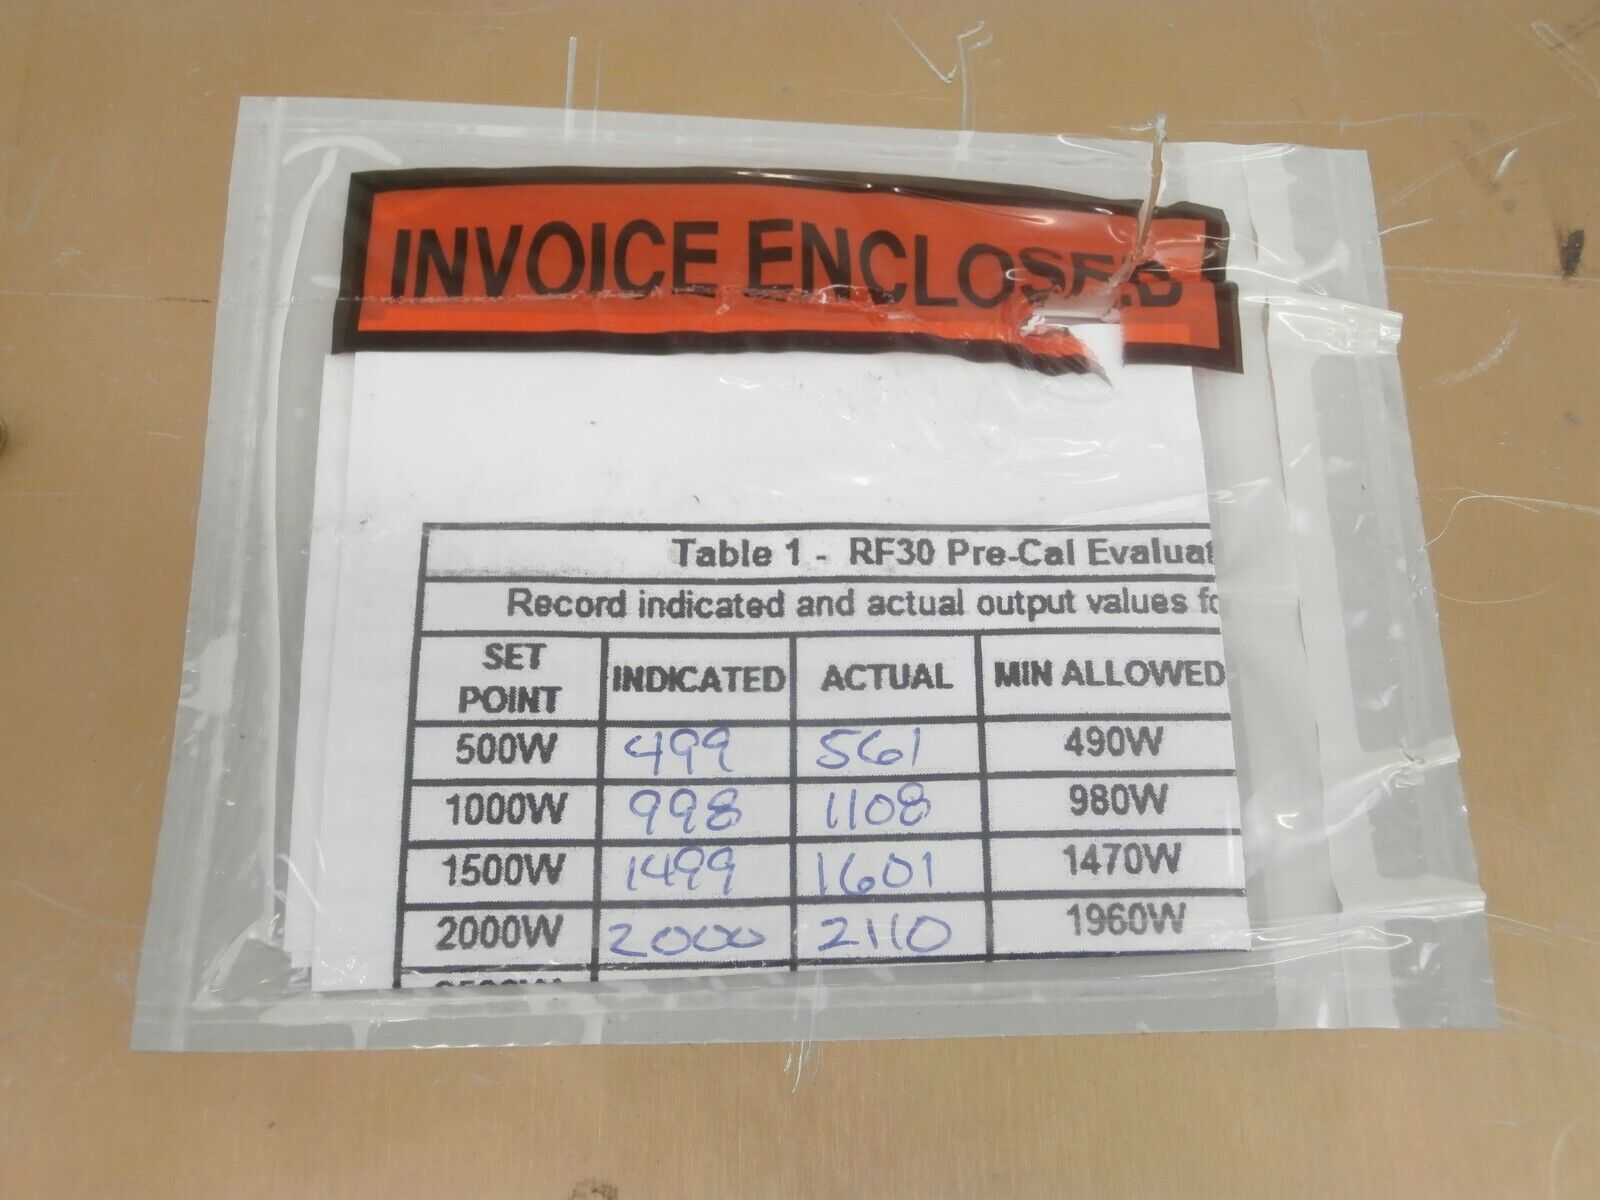 INVOICE ENCLOSED
Table 1 - RF30 Pre-Cal Evaluat
Record indicated and actual output values fo
SET POINT INDICATED ACTUAL MIN ALLOWED
500W 499 561 490W
1000W 998 1108 980W
1500W 1499 1601 1470W
2000W 2000 2110 1960W